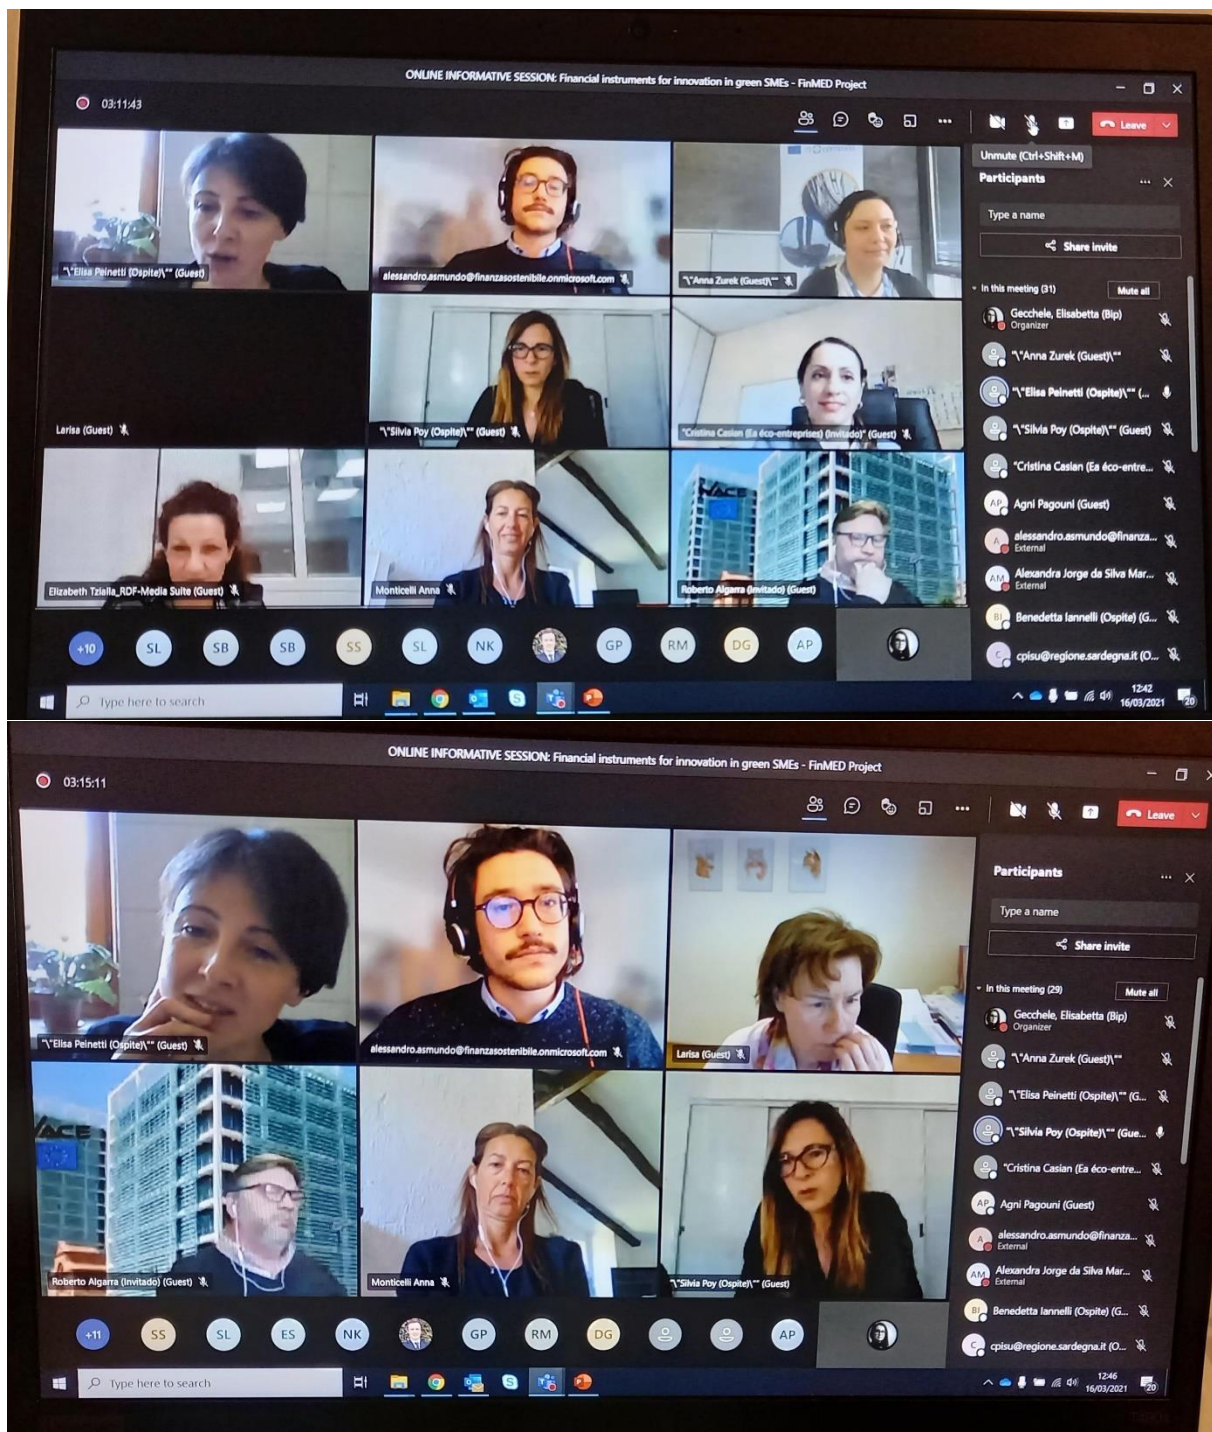 ONLINE INFORMATIVE SESSION: Financial instruments for innovation in green SMEs - FinMED Project
03:11:43
Leave
Unmute (Ctrl+Shift+M)
Participants
Type a name
Share invite
In this meeting (31) Mute all
Gecchele, Elisabetta (Bip)
Organizer
"\"Anna Zurek (Guest)\""
"\"Elisa Peinetti (Ospite)\"" (...
"\"Silvia Poy (Ospite)\"" (Guest)
"Cristina Casian (Ea éco-entre...
AP Agni Pagouni (Guest)
A alessandro.asmundo@finanza...
External
AM Alexandra Jorge da Silva Mar...
External
BI Benedetta Iannelli (Ospite) (G...
C cpisu@regione.sardegna.it (O...
"\"Elisa Peinetti (Ospite)\"" (Guest)
alessandro.asmundo@finanzasostenibile.onmicrosoft.com
"\"Anna Zurek (Guest)\""
Larisa (Guest)
"\"Silvia Poy (Ospite)\"" (Guest)
"Cristina Casian (Ea éco-entreprises) (Invitado)" (Guest)
Elizabeth Tzialla_RDF-Media Suite (Guest)
Monticelli Anna
Roberto Algarra (Invitado) (Guest)
+10 SL SB SB SS SL NK GP RM DG AP
Type here to search
12:42
16/03/2021
20
ONLINE INFORMATIVE SESSION: Financial instruments for innovation in green SMEs - FinMED Project
03:15:11
Leave
Participants
Type a name
Share invite
In this meeting (29) Mute all
Gecchele, Elisabetta (Bip)
Organizer
"\"Anna Zurek (Guest)\""
"\"Elisa Peinetti (Ospite)\"" (G...
"\"Silvia Poy (Ospite)\"" (Gue...
"Cristina Casian (Ea éco-entre...
AP Agni Pagouni (Guest)
A alessandro.asmundo@finanza...
External
AM Alexandra Jorge da Silva Mar...
External
BI Benedetta Iannelli (Ospite) (G...
C cpisu@regione.sardegna.it (O...
"\"Elisa Peinetti (Ospite)\"" (Guest)
alessandro.asmundo@finanzasostenibile.onmicrosoft.com
Larisa (Guest)
Roberto Algarra (Invitado) (Guest)
Monticelli Anna
"\"Silvia Poy (Ospite)\"" (Guest)
+11 SS SL ES NK GP RM DG AP
Type here to search
12:46
16/03/2021
20